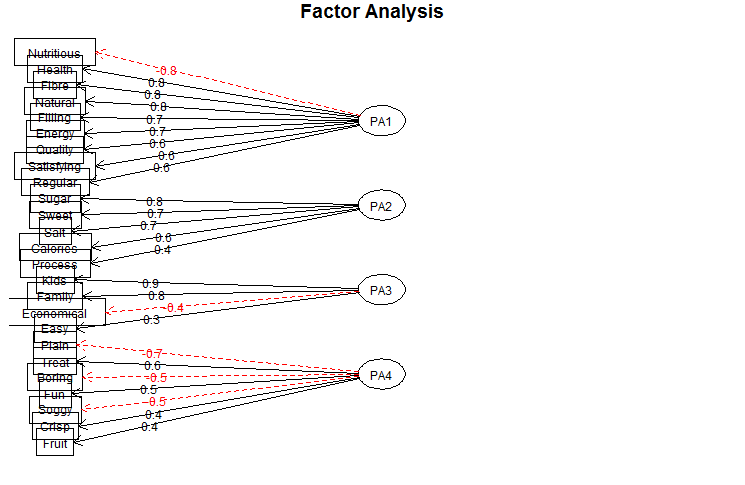 Factor Analysis
Nutritious
Health
Fibre
Natural
Filling
Energy
Quality
Satisfying
Regular
Sugar
Sweet
Salt
Calories
Process
Kids
Family
Economical
Easy
Plain
Treat
Boring
Fun
Soggy
Crisp
Fruit
-0.8
0.8
0.8
0.8
0.7
0.7
0.6
0.6
0.6
0.8
0.7
0.7
0.6
0.4
0.9
0.8
-0.4
0.3
-0.7
0.6
-0.5
0.5
-0.5
0.4
0.4
PA1
PA2
PA3
PA4